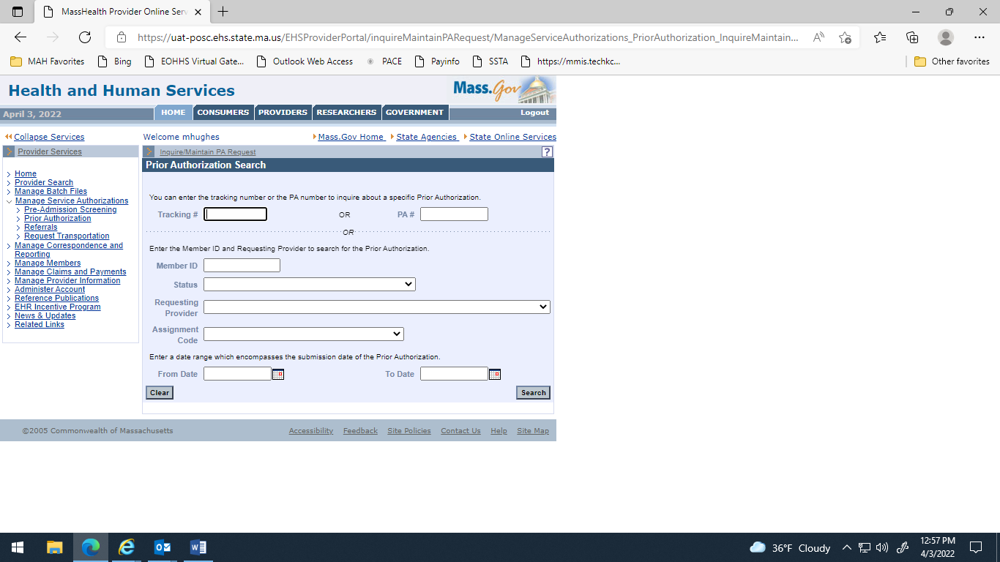 MassHealth Provider Online Serv
https://uat-posc.ehs.state.ma.us/EHSProviderPortal/inquireMaintainPARequest/ManageServiceAuthorizations_PriorAuthorization_InquireMaintain...
MAH Favorites
Bing
EOHHS Virtual Gate...
Outlook Web Access
PACE
Payinfo
SSTA
https://mmis.techkc...
Other favorites
Health and Human Services
Mass.Gov
April 3, 2022
HOME CONSUMERS PROVIDERS RESEARCHERS GOVERNMENT
Logout
Collapse Services
Welcome mhughes
Mass.Gov Home
State Agencies
State Online Services
Provider Services
Home
Provider Search
Manage Batch Files
Manage Service Authorizations
Pre-Admission Screening
Prior Authorization
Referrals
Request Transportation
Manage Correspondence and
Reporting
Manage Members
Manage Claims and Payments
Manage Provider Information
Administer Account
Reference Publications
EHR Incentive Program
News & Updates
Related Links
Inquire/Maintain PA Request
?
Prior Authorization Search
You can enter the tracking number or the PA number to inquire about a specific Prior Authorization.
Tracking # OR PA #
OR
Enter the Member ID and Requesting Provider to search for the Prior Authorization.
Member ID
Status
Requesting
Provider
Assignment
Code
Enter a date range which encompasses the submission date of the Prior Authorization.
From Date To Date
Clear Search
©2005 Commonwealth of Massachusetts
Accessibility Feedback Site Policies Contact Us Help Site Map
36°F Cloudy
12:57 PM
4/3/2022